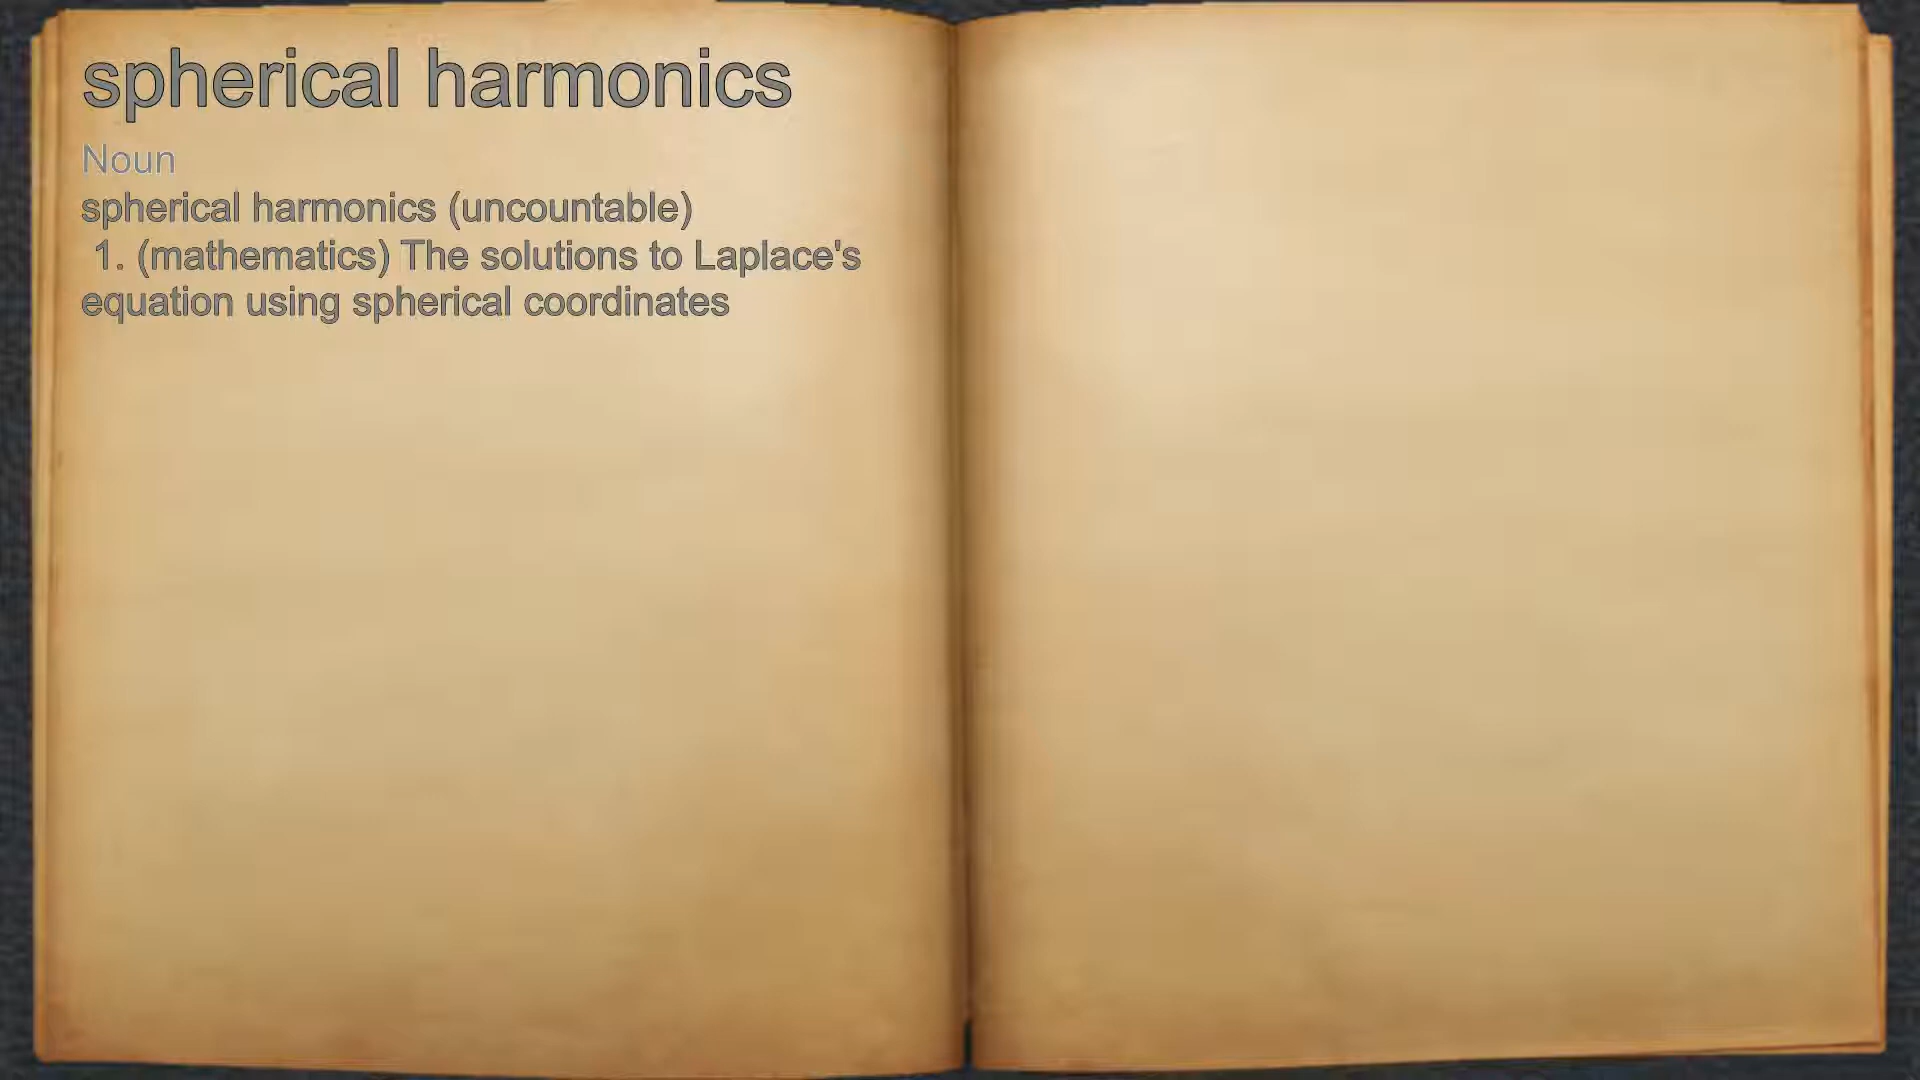 spherical harmonics
Noun
spherical harmonics (uncountable)
1. (mathematics) The solutions to Laplace's
equation using spherical coordinates